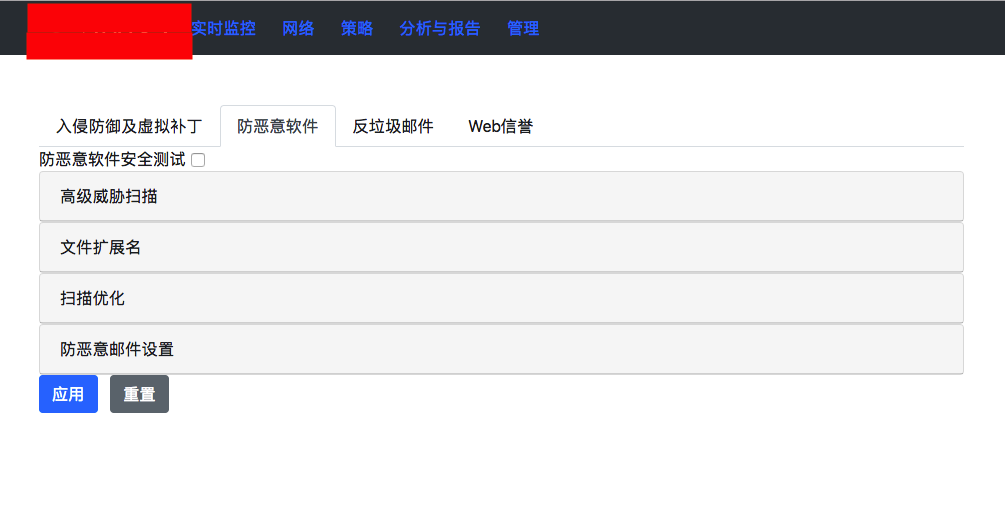 实时监控 网络 策略 分析与报告 管理
入侵防御及虚拟补丁 防恶意软件 反垃圾邮件 Web信誉
防恶意软件安全测试
高级威胁扫描
文件扩展名
扫描优化
防恶意邮件设置
应用 重置